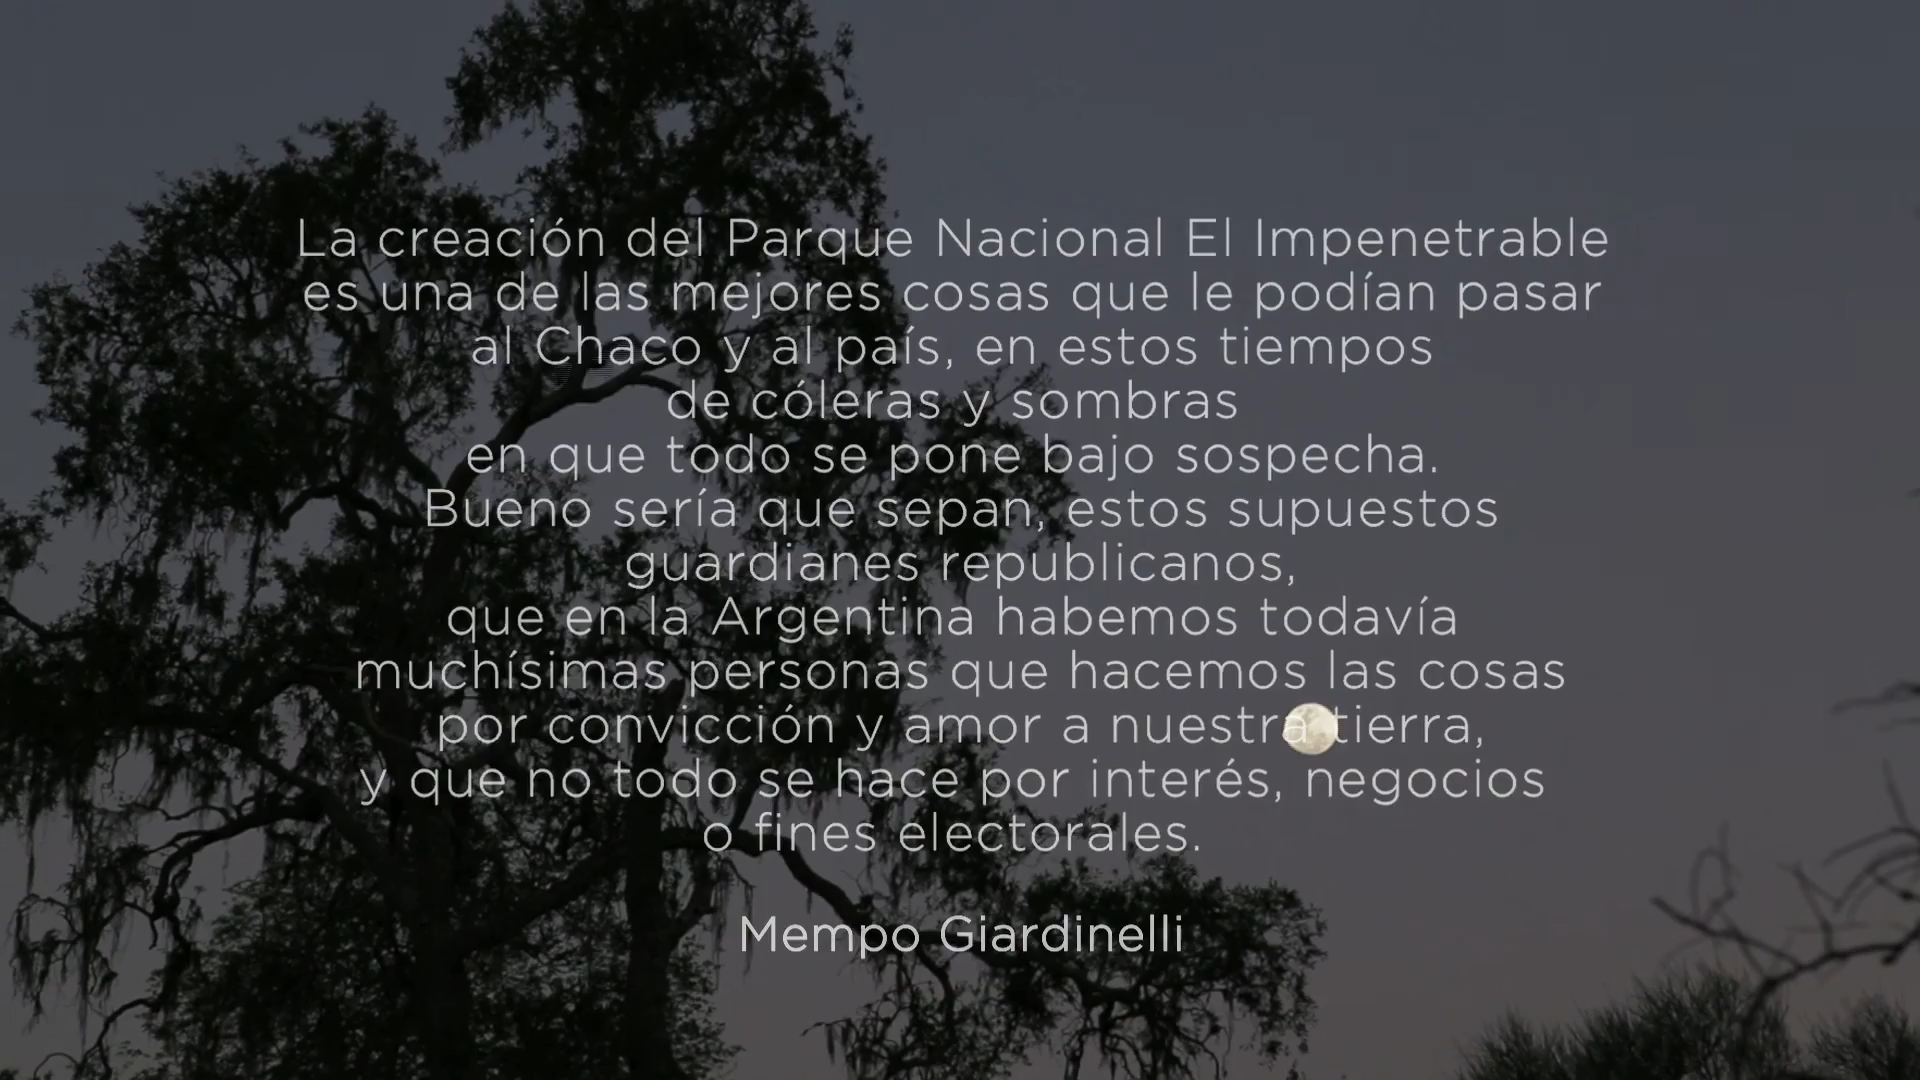 La creación del Parque Nacional El Impenetrable
es una de las mejores cosas que le podían pasar
al Chaco y al país, en estos tiempos
de cóleras y sombras
en que todo se pone bajo sospecha.
Bueno sería que sepan, estos supuestos
guardianes republicanos,
que en la Argentina habemos todavía
muchísimas personas que hacemos las cosas
por convicción y amor a nuestra tierra,
y que no todo se hace por interés, negocios
o fines electorales.
Mempo Giardinelli